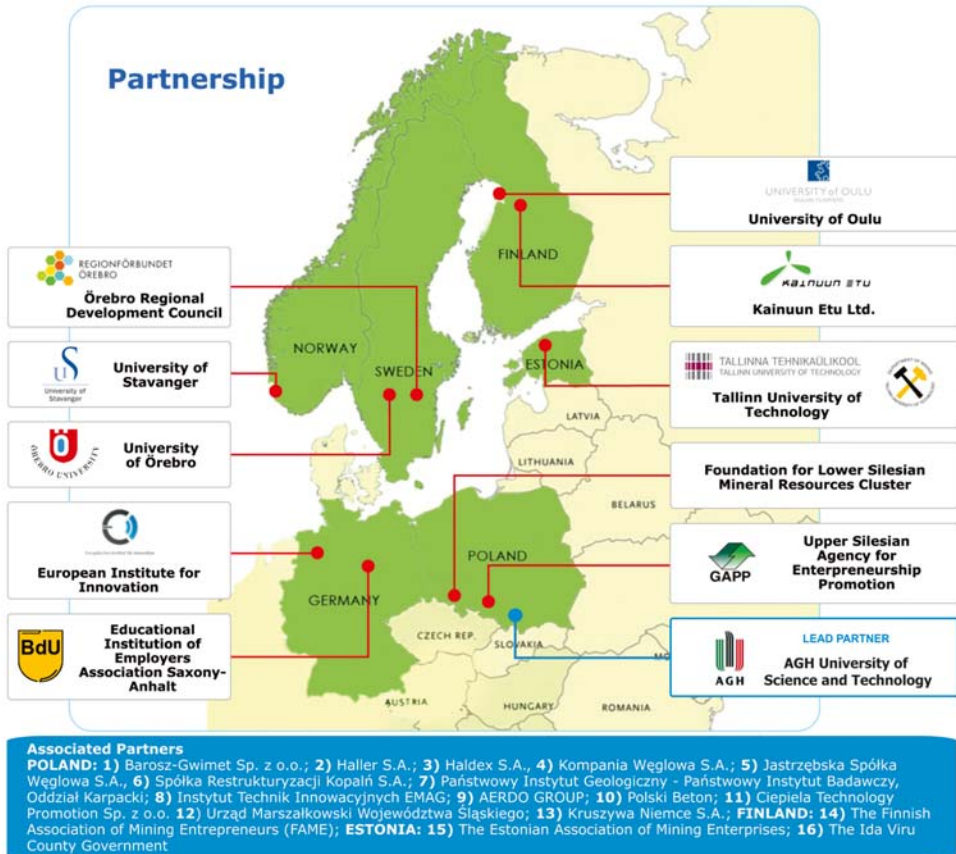 Partnership
UNIVERSITY of OULU
University of Oulu
KAINUUN ETU
Kainuun Etu Ltd.
TALLINNA TEHNIKAÜLIKOOL
TALLINN UNIVERSITY OF TECHNOLOGY
Tallinn University of
Technology
Foundation for Lower Silesian
Mineral Resources Cluster
GAPP
Upper Silesian
Agency for
Enterpreneurship
Promotion
LEAD PARTNER
AGH
AGH University of
Science and Technology
REGIONFÖRBUNDET
ÖREBRO
Örebro Regional
Development Council
US
University of
Stavanger
University of
Stavanger
ÖREBRO UNIVERSITY
University
of Örebro
European Institute for
Innovation
BdU
Educational
Institution of
Employers
Association Saxony-
Anhalt
FINLAND
NORWAY
SWEDEN
ESTONIA
LATVIA
LITHUANIA
BELARUS
POLAND
GERMANY
CZECH REP.
SLOVAKIA
MO
AUSTRIA
HUNGARY
ROMANIA
Associated Partners
POLAND: 1) Barosz-Gwimet Sp. z o.o.; 2) Haller S.A.; 3) Haldex S.A., 4) Kompania Węglowa S.A.; 5) Jastrzębska Spółka
Węglowa S.A., 6) Spółka Restrukturyzacji Kopalń S.A.; 7) Państwowy Instytut Geologiczny - Państwowy Instytut Badawczy,
Oddział Karpacki; 8) Instytut Technik Innowacyjnych EMAG; 9) AERDO GROUP; 10) Polski Beton; 11) Ciepiela Technology
Promotion Sp. z o.o. 12) Urząd Marszałkowski Województwa Śląskiego; 13) Kruszywa Niemce S.A.; FINLAND: 14) The Finnish
Association of Mining Entrepreneurs (FAME); ESTONIA: 15) The Estonian Association of Mining Enterprises; 16) The Ida Viru
County Government